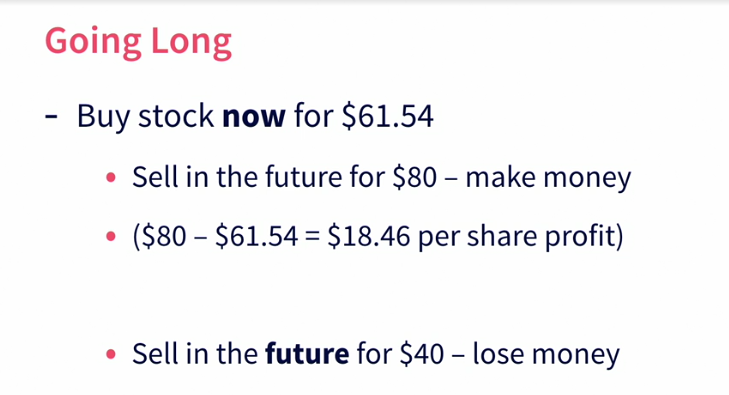 Going Long
- Buy stock now for $61.54
• Sell in the future for $80 – make money
• ($80 – $61.54 = $18.46 per share profit)
• Sell in the future for $40 – lose money